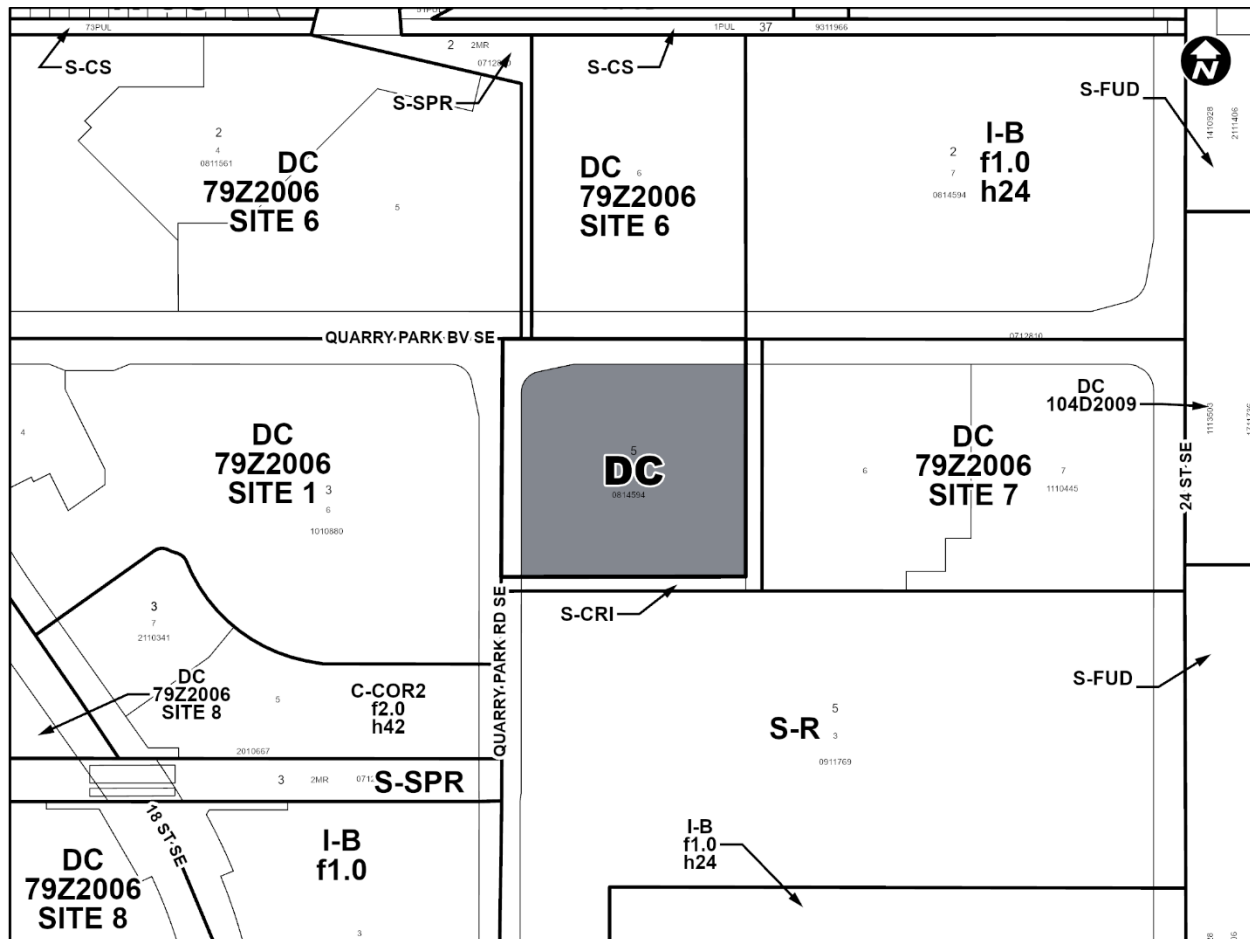 73PUL
1PUL
37
9311966
S-CS
2
2MR
S-SPR
S-CS
N
S-FUD
1410928
2111406
2
4
0811561
DC
79Z2006
SITE 6
5
DC
79Z2006
SITE 6
6
I-B
f1.0
h24
2
7
0814594
QUARRY PARK BV SE
0712810
4
DC
79Z2006
SITE 1
3
6
1010880
5
DC
0814594
6
DC
79Z2006
SITE 7
7
1110445
DC
104D2009
1113503
24 ST SE
S-CRI
QUARRY PARK RD SE
3
7
2110341
DC
79Z2006
SITE 8
5
C-COR2
f2.0
h42
2010667
S-FUD
S-R
5
3
0911769
3
2MR
S-SPR
18 ST SE
I-B
f1.0
3
DC
79Z2006
SITE 8
I-B
f1.0
h24